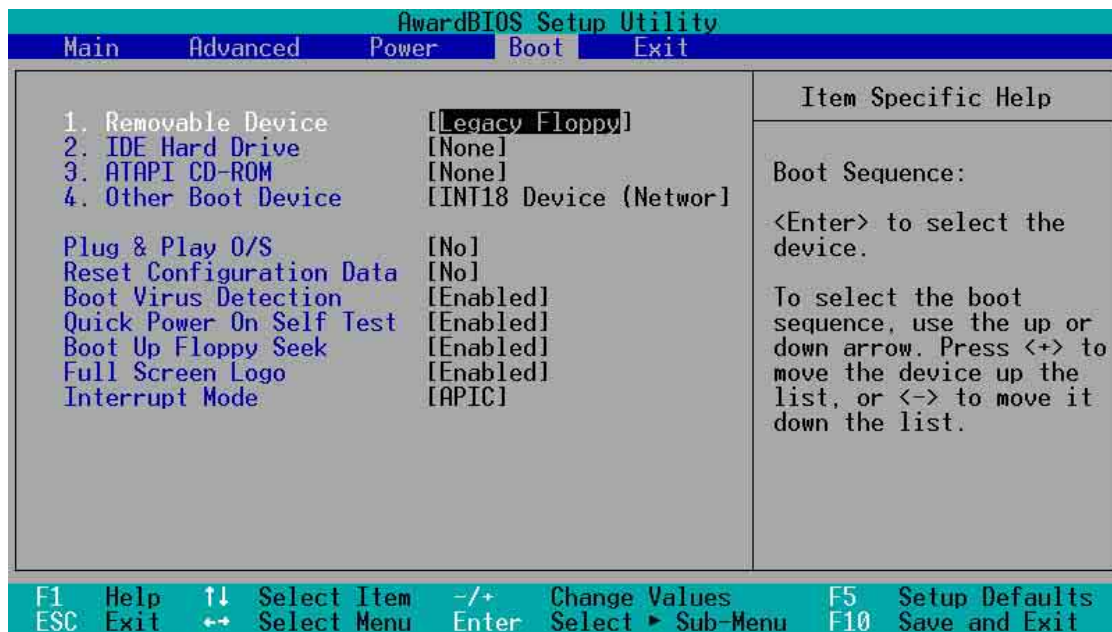 AwardBIOS Setup Utility
Main Advanced Power Boot Exit
1. Removable Device [Legacy Floppy]
2. IDE Hard Drive [None]
3. ATAPI CD-ROM [None]
4. Other Boot Device [INT18 Device (Networ]
Plug & Play O/S [No]
Reset Configuration Data [No]
Boot Virus Detection [Enabled]
Quick Power On Self Test [Enabled]
Boot Up Floppy Seek [Enabled]
Full Screen Logo [Enabled]
Interrupt Mode [APIC]
Item Specific Help
Boot Sequence:
<Enter> to select the
device.
To select the boot
sequence, use the up or
down arrow. Press <+> to
move the device up the
list, or <-> to move it
down the list.
F1 Help ↑↓ Select Item -/+ Change Values F5 Setup Defaults
ESC Exit ←→ Select Menu Enter Select ► Sub-Menu F10 Save and Exit